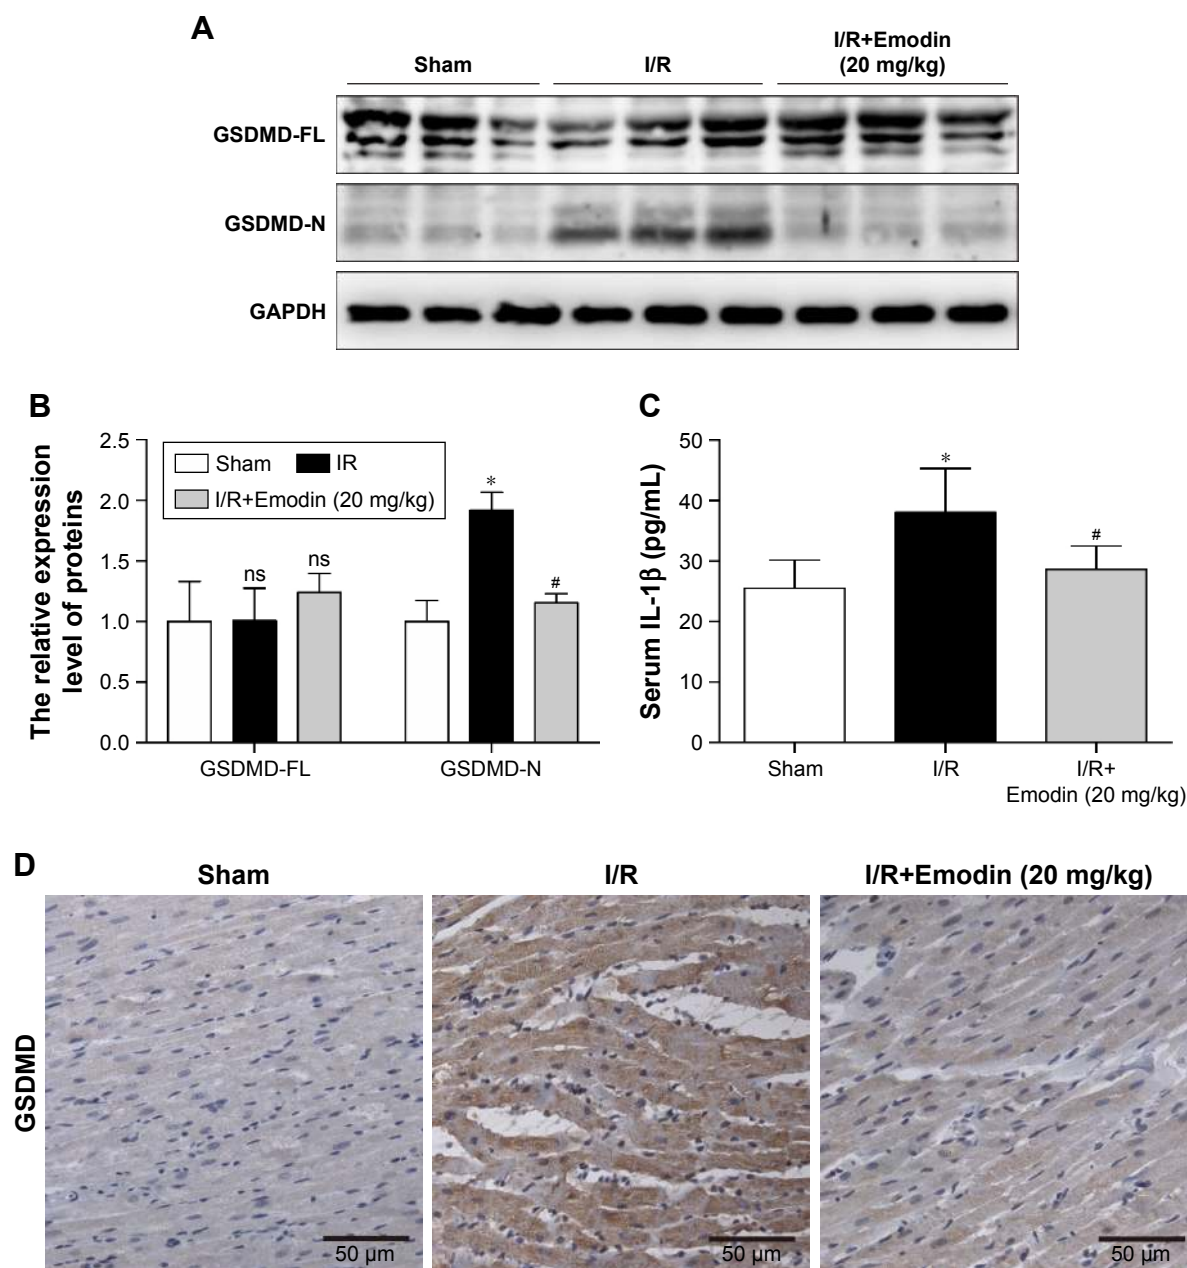 A
Sham
I/R
I/R+Emodin
(20 mg/kg)
GSDMD-FL
GSDMD-N
GAPDH
B
The relative expression
level of proteins
2.5
2.0
1.5
1.0
0.5
0.0
Sham
IR
I/R+Emodin (20 mg/kg)
ns
ns
*
#
GSDMD-FL
GSDMD-N
C
Serum IL-1β (pg/mL)
50
40
30
20
10
0
*
#
Sham
I/R
I/R+
Emodin (20 mg/kg)
D
Sham
I/R
I/R+Emodin (20 mg/kg)
GSDMD
50 µm
50 µm
50 µm